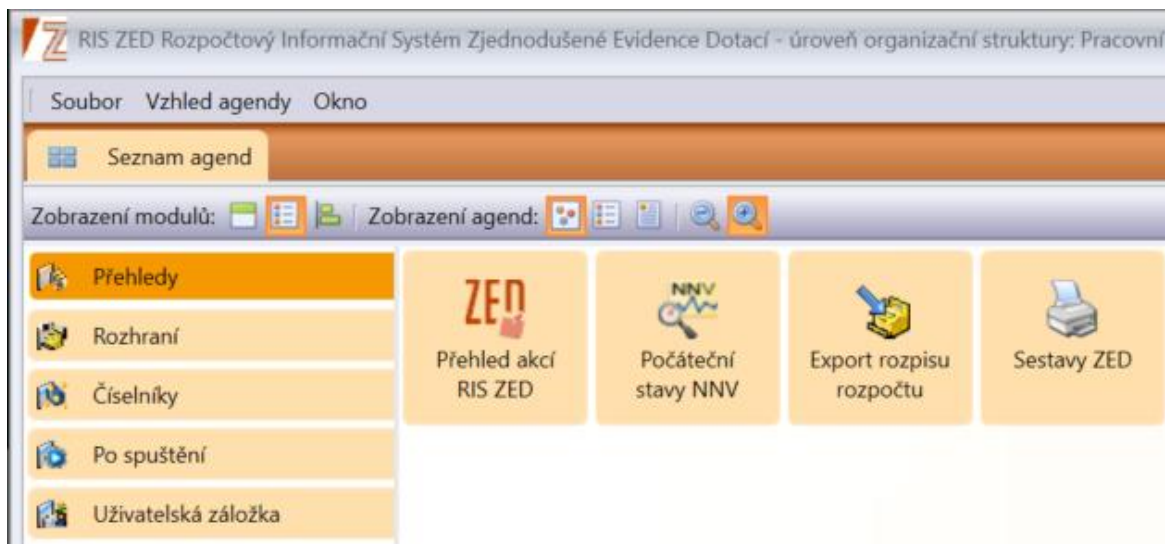 RIS ZED Rozpočtový Informační Systém Zjednodušené Evidence Dotací - úroveň organizační struktury: Pracovní
Soubor Vzhled agendy Okno
Seznam agend
Zobrazení modulů: Zobrazení agend:
Přehledy
Rozhraní
Číselníky
Po spuštění
Uživatelská záložka
ZED
Přehled akcí
RIS ZED
NNV
Počáteční
stavy NNV
Export rozpisu
rozpočtu
Sestavy ZED